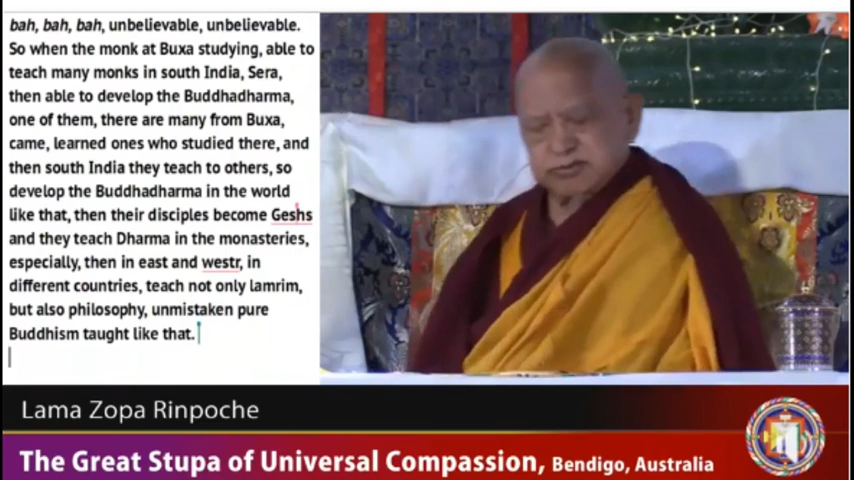 bah, bah, bah, unbelievable, unbelievable.
So when the monk at Buxa studying, able to
teach many monks in south India, Sera,
then able to develop the Buddhadharma,
one of them, there are many from Buxa,
came, learned ones who studied there, and
then south India they teach to others, so
develop the Buddhadharma in the world
like that, then their disciples become Geshs
and they teach Dharma in the monasteries,
especially, then in east and westr, in
different countries, teach not only lamrim,
but also philosophy, unmistaken pure
Buddhism taught like that.
Lama Zopa Rinpoche
The Great Stupa of Universal Compassion, Bendigo, Australia